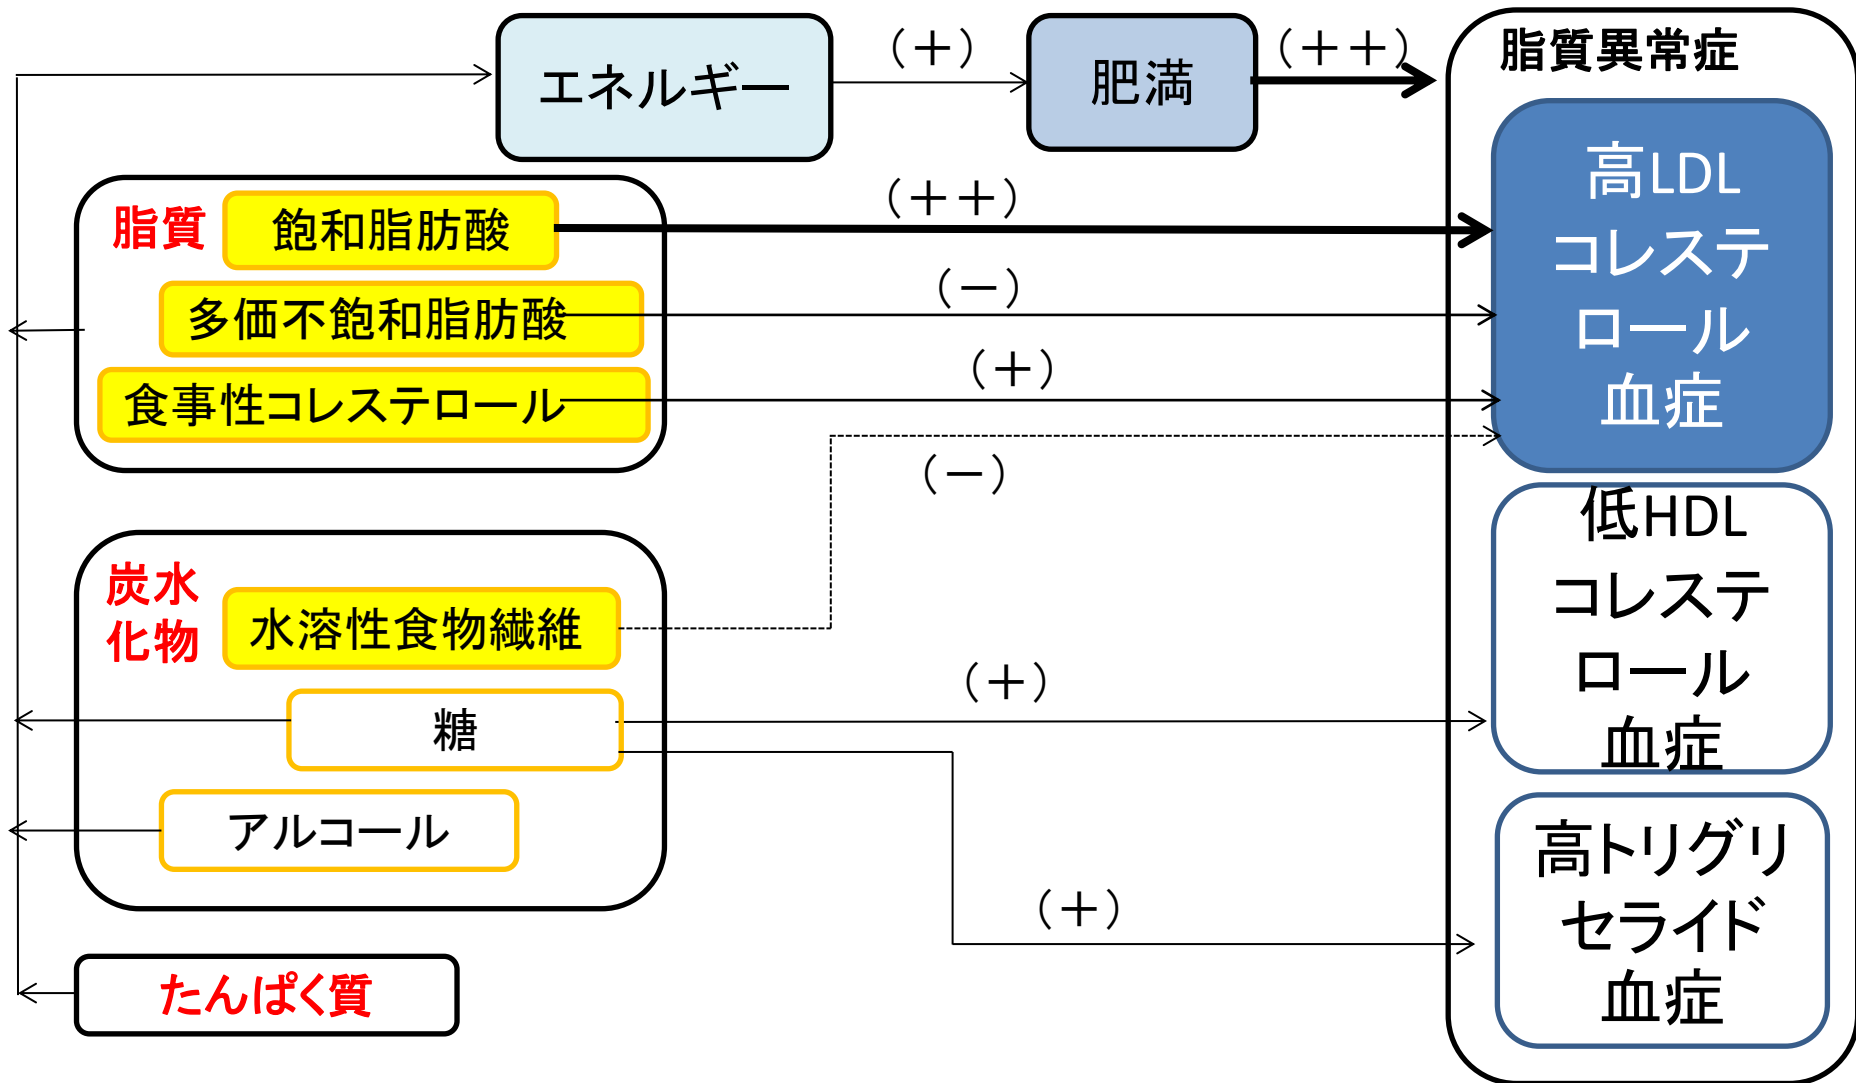 エネルギー
（＋）
肥満
（＋＋）
脂質異常症
脂質
飽和脂肪酸
（＋＋）
多価不飽和脂肪酸
（－）
食事性コレステロール
（＋）
（－）
高LDL
コレステ
ロール
血症
炭水
化物
水溶性食物繊維
糖
（＋）
（＋）
アルコール
低HDL
コレステ
ロール
血症
高トリグリ
セライド
血症
たんぱく質